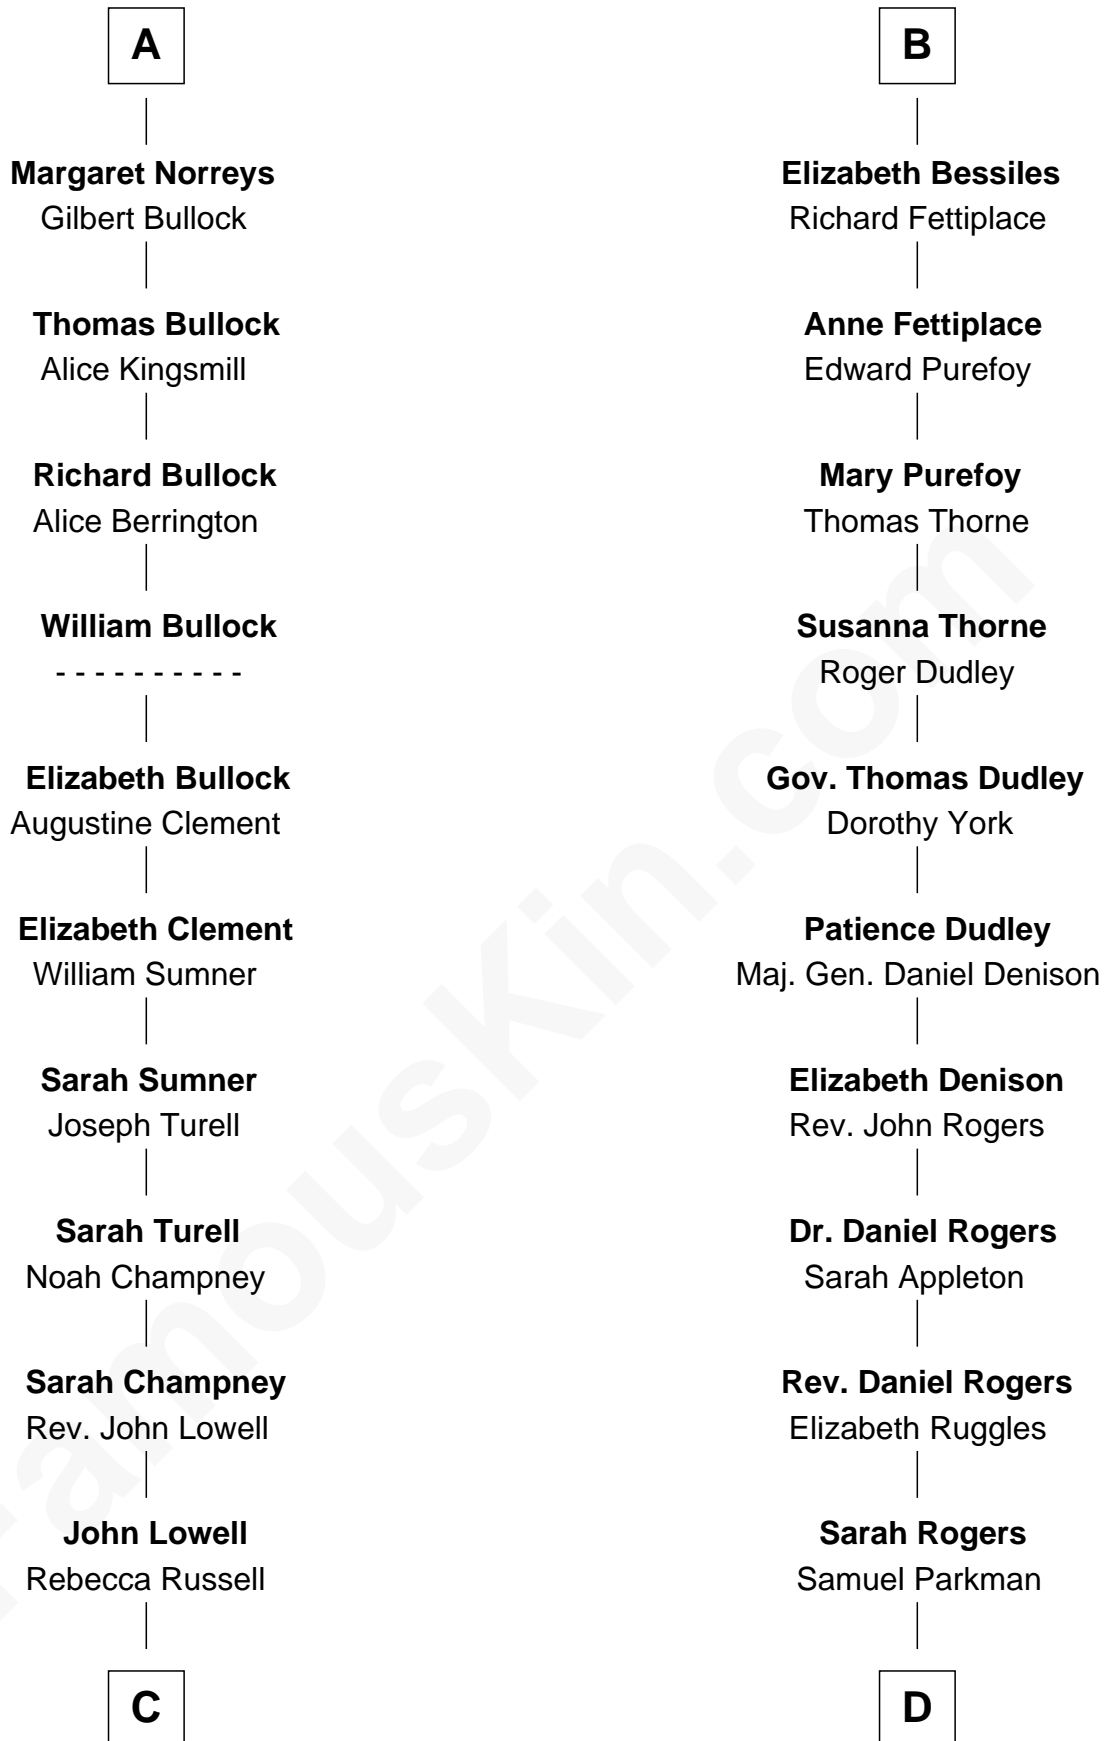 A
Margaret Norreys
Gilbert Bullock
Thomas Bullock
Alice Kingsmill
Richard Bullock
Alice Berrington
William Bullock
- - - - - - - - - -
Elizabeth Bullock
Augustine Clement
Elizabeth Clement
William Sumner
Sarah Sumner
Joseph Turell
Sarah Turell
Noah Champney
Sarah Champney
Rev. John Lowell
John Lowell
Rebecca Russell
C
B
Elizabeth Bessiles
Richard Fettiplace
Anne Fettiplace
Edward Purefoy
Mary Purefoy
Thomas Thorne
Susanna Thorne
Roger Dudley
Gov. Thomas Dudley
Dorothy York
Patience Dudley
Maj. Gen. Daniel Denison
Elizabeth Denison
Rev. John Rogers
Dr. Daniel Rogers
Sarah Appleton
Rev. Daniel Rogers
Elizabeth Ruggles
Sarah Rogers
Samuel Parkman
D
FamousKin.com